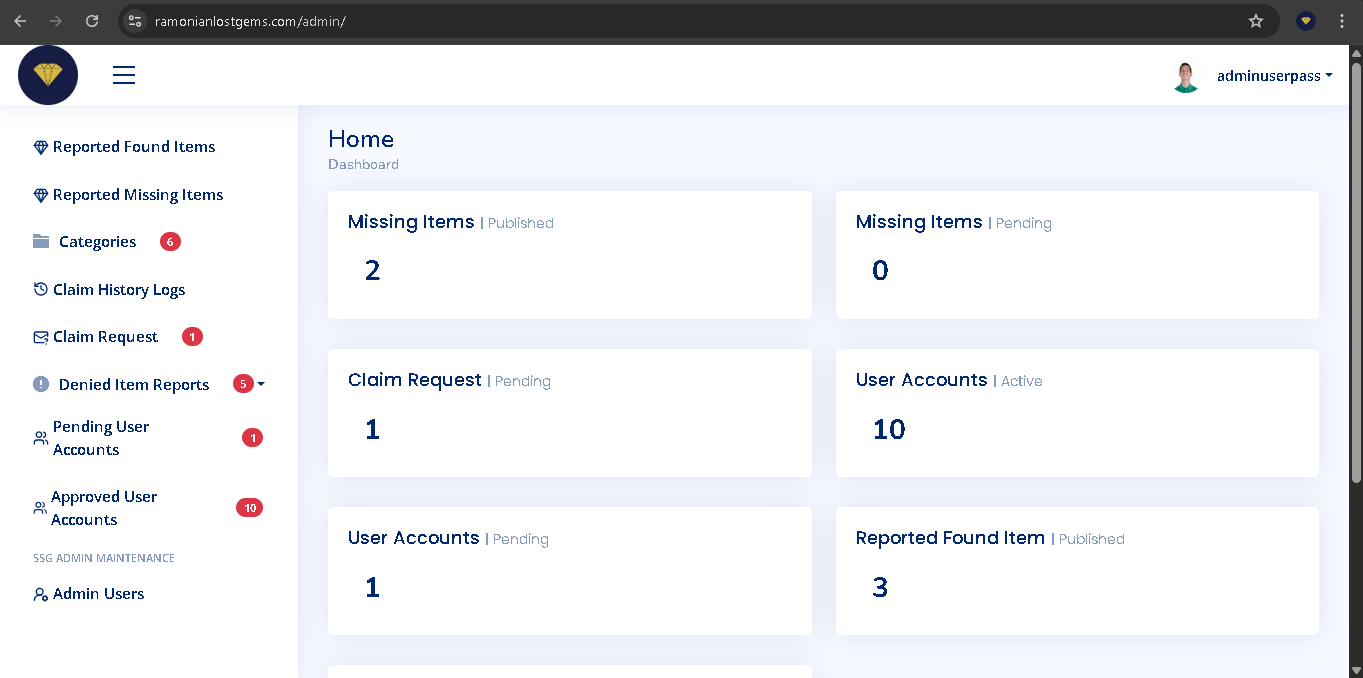 ramonianlostgems.com/admin/
adminuserpass
Reported Found Items
Reported Missing Items
Categories 6
Claim History Logs
Claim Request 1
Denied Item Reports 5
Pending User
Accounts 1
Approved User
Accounts 10
SSG ADMIN MAINTENANCE
Admin Users
Home
Dashboard
Missing Items | Published
2
Missing Items | Pending
0
Claim Request | Pending
1
User Accounts | Active
10
User Accounts | Pending
1
Reported Found Item | Published
3